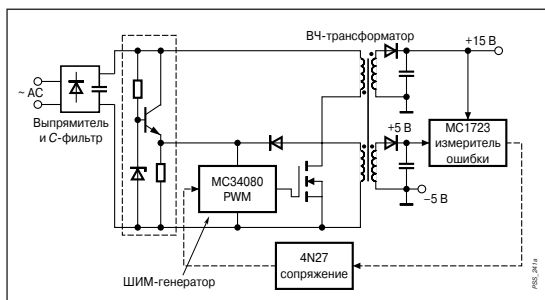 ВЧ-трансформатор
+15 В
~ AC
Выпрямитель
и С-фильтр
+5 В
MC1723
измеритель
ошибки
MC34080
PWM
–5 В
4N27
сопряжение
ШИМ-генератор
PSS_241a